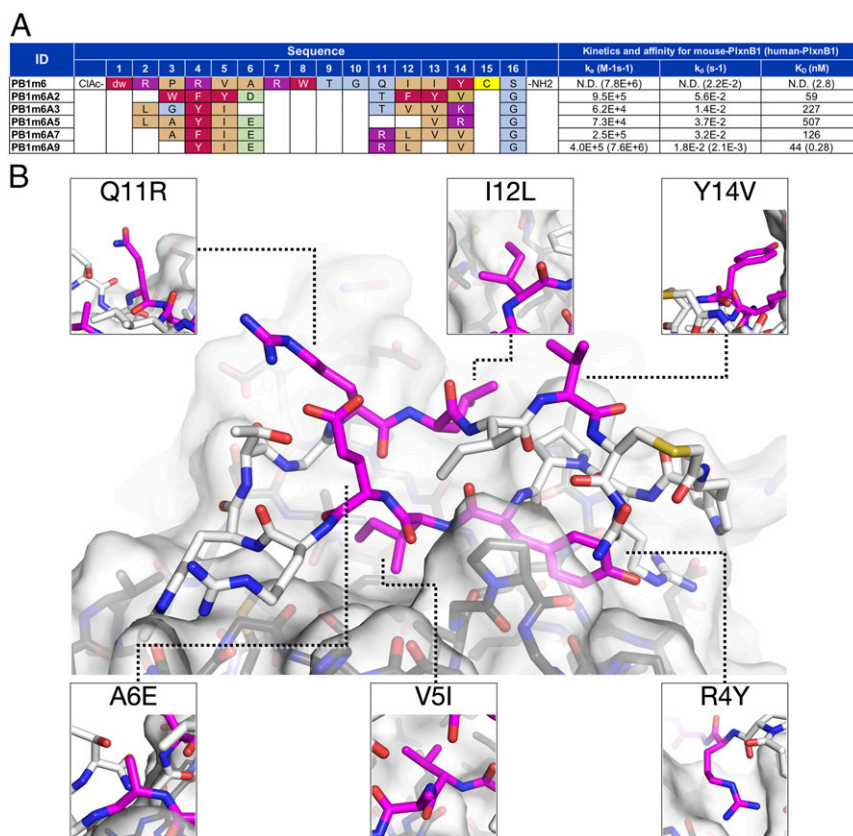 A
ID Sequence Kinetics and affinity for mouse-PlxnB1 (human-PlxnB1)
1 2 3 4 5 6 7 8 9 10 11 12 13 14 15 16 kₐ (M-1s-1) k_d (s-1) K_D (nM)
PB1m6 ClAc- dw R P R V A R W T G Q I I Y C S -NH2 N.D. (7.8E+6) N.D. (2.2E-2) N.D. (2.8)
PB1m6A2 W F Y D T F Y V G 9.5E+5 5.6E-2 59
PB1m6A3 L G Y I T V V K G 6.2E+4 1.4E-2 227
PB1m6A5 L A Y I E V R G 7.3E+4 3.7E-2 507
PB1m6A7 A F I E R L V V G 2.5E+5 3.2E-2 126
PB1m6A9 Y I E R L V G 4.0E+5 (7.6E+6) 1.8E-2 (2.1E-3) 44 (0.28)
B
Q11R I12L Y14V
A6E V5I R4Y